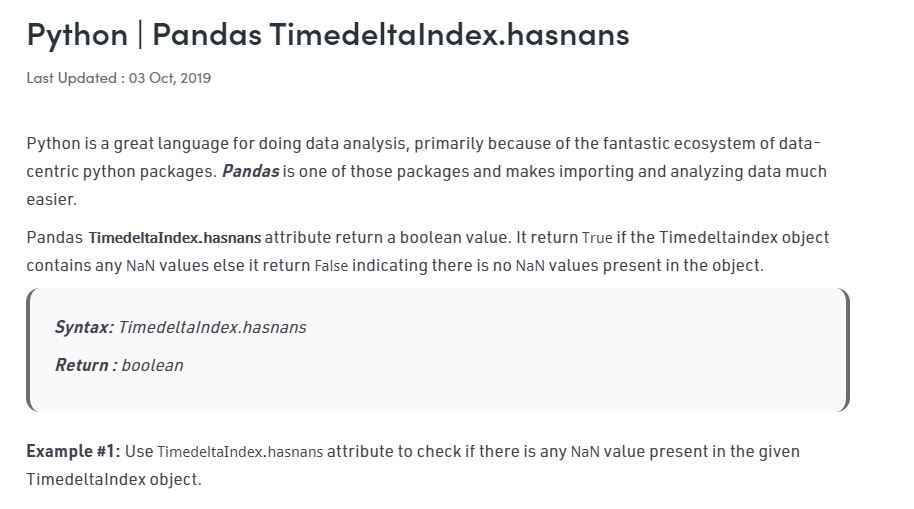 Python | Pandas TimedeltaIndex.hasnans
Last Updated : 03 Oct, 2019
Python is a great language for doing data analysis, primarily because of the fantastic ecosystem of data-
centric python packages. Pandas is one of those packages and makes importing and analyzing data much
easier.
Pandas TimedeltaIndex.hasnans attribute return a boolean value. It return True if the Timedeltaindex object
contains any NaN values else it return False indicating there is no NaN values present in the object.
Syntax: TimedeltaIndex.hasnans
Return : boolean
Example #1: Use TimedeltaIndex.hasnans attribute to check if there is any NaN value present in the given
TimedeltaIndex object.